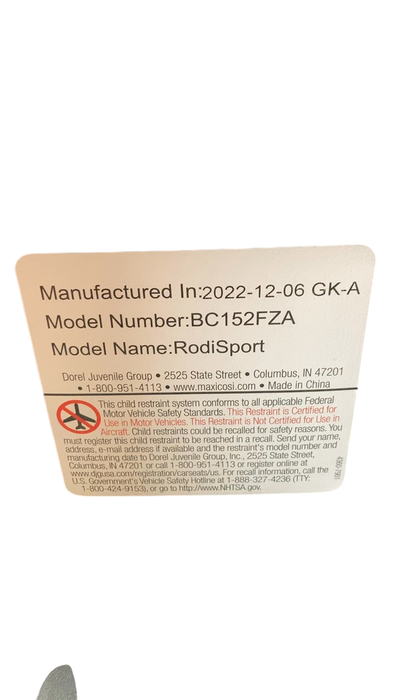 Manufactured In:2022-12-06 GK-A
Model Number:BC152FZA
Model Name:RodiSport
Dorel Juvenile Group • 2525 State Street • Columbus, IN 47201
• 1-800-951-4113 • www.maxicosi.com • Made in China
This child restraint system conforms to all applicable Federal
Motor Vehicle Safety Standards. This Restraint is Certified for
Use in Motor Vehicles. This Restraint is Not Certified for Use in
Aircraft. Child restraints could be recalled for safety reasons. You
must register this child restraint to be reached in a recall. Send your name,
address, e-mail address if available and the restraint's model number and
manufacturing date to Dorel Juvenile Group, Inc., 2525 State Street,
Columbus, IN 47201 or call 1-800-951-4113 or register online at
www.djgusa.com/registration/carseats/us. For recall information, call the
U.S. Government's Vehicle Safety Hotline at 1-888-327-4236 (TTY:
1-800-424-9153), or go to http://www.NHTSA.gov.